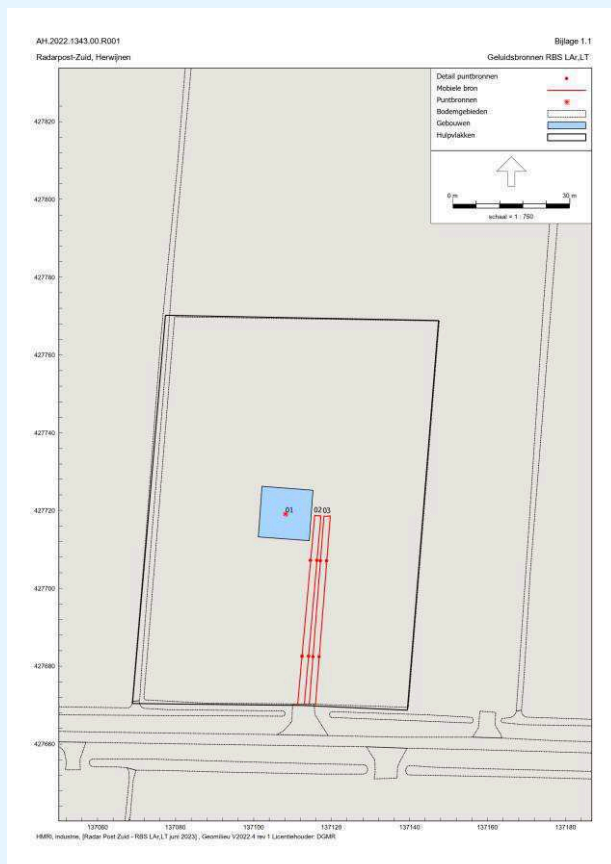 AH.2022.1343.00.R001
Bijlage 1.1
Radarpost-Zuid, Herwijnen
Geluidsbronnen RBS LAr,LT
Detail puntbronnen
Mobiele bron
Puntbronnen
Bodemgebieden
Gebouwen
Hulpvlakken
0 m
30 m
schaal = 1 : 750
427820
427800
427780
427760
427740
427720
427700
427680
427660
01
02
03
137060
137080
137100
137120
137140
137160
137180
HMRI, Industrie, [Radar Post Zuid - RBS LAr,LT juni 2023] , Geomilieu V2022.4 rev 1 Licentiehouder: DGMR